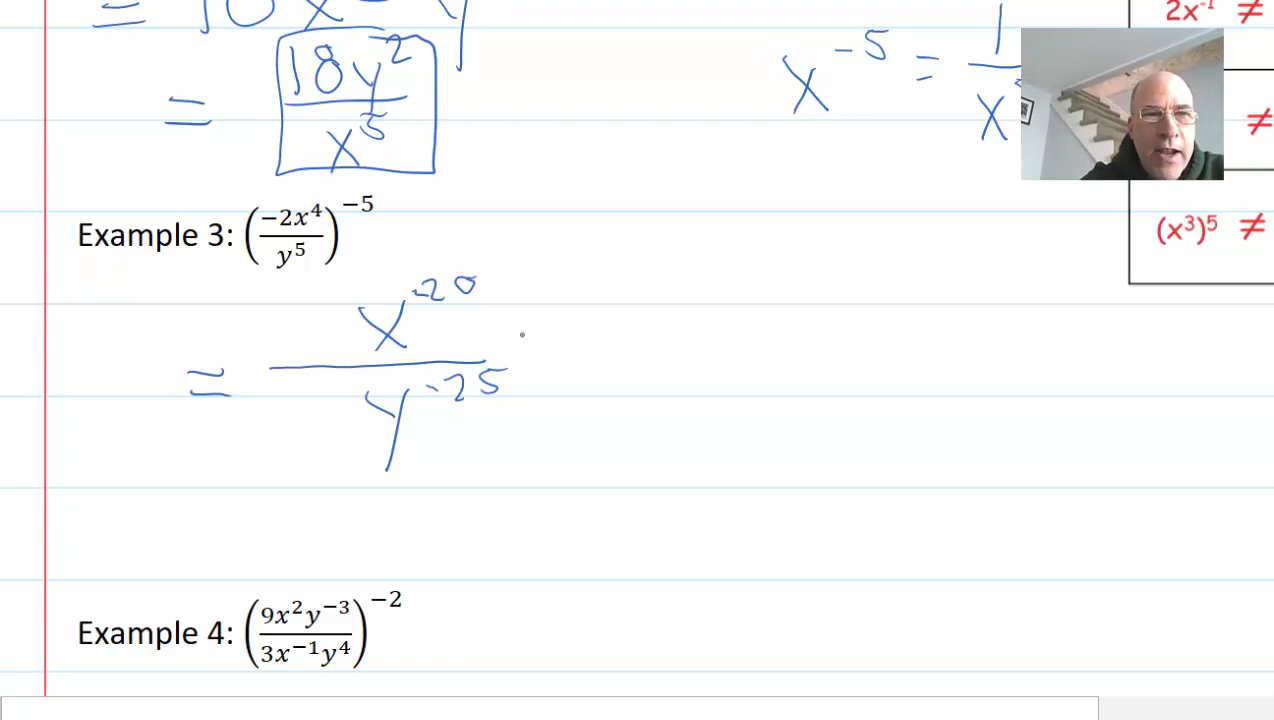 = 18 x y
2x⁻¹ ≠
= 18y² / x⁵
x⁻⁵ = 1 / x
≠
Example 3: (−2x⁴ / y⁵)⁻⁵
(x³)⁵ ≠
= x⁻²⁰ / y⁻²⁵
Example 4: (9x²y⁻³ / 3x⁻¹y⁴)⁻²